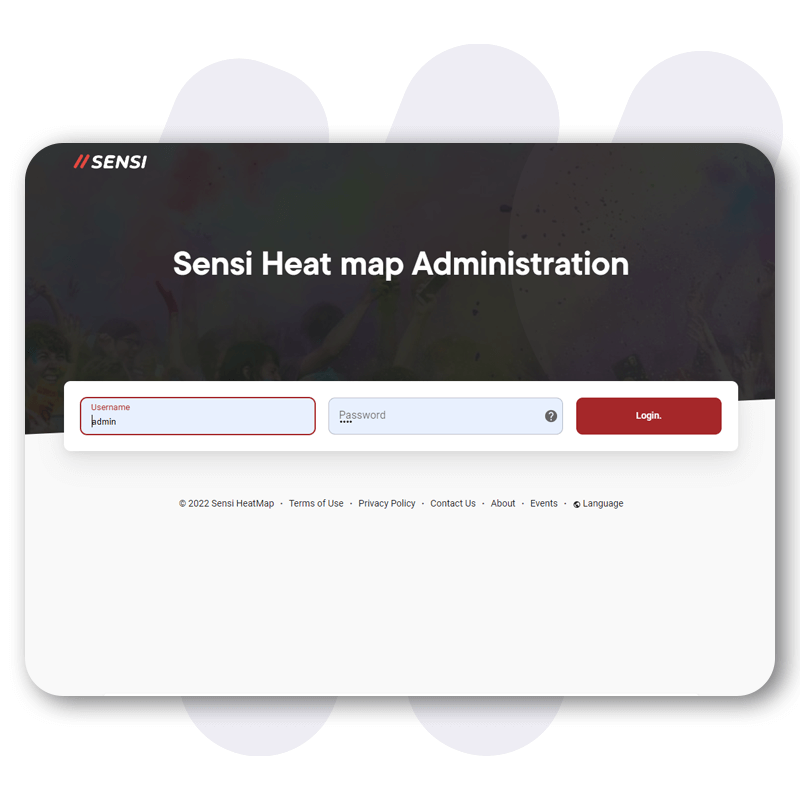 //SENSI
Sensi Heat map Administration
Username
admin
Password
••••
?
Login.
© 2022 Sensi HeatMap · Terms of Use · Privacy Policy · Contact Us · About · Events · Language